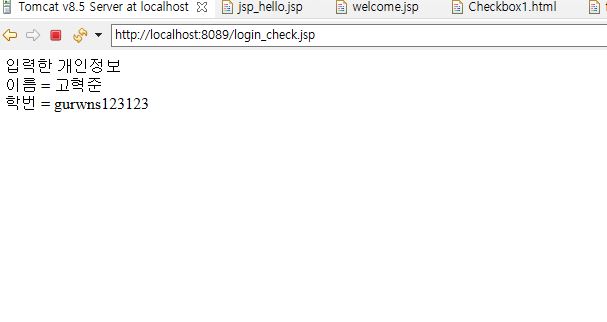 Tomcat v8.5 Server at localhost jsp_hello.jsp welcome.jsp Checkbox1.html
http://localhost:8089/login_check.jsp
입력한 개인정보
이름 = 고혁준
학번 = gurwns123123